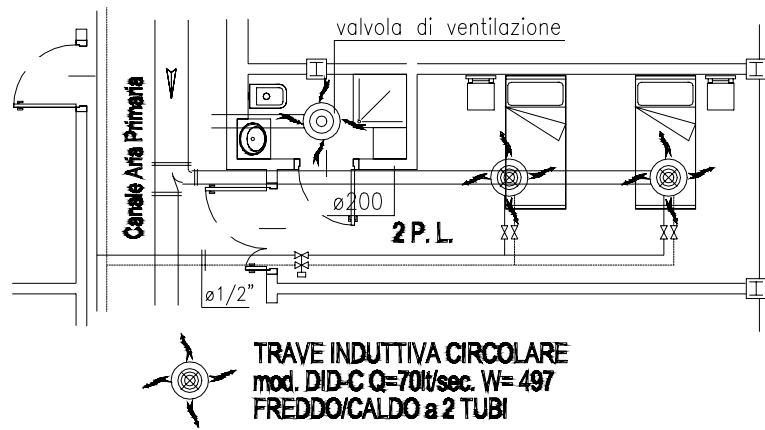 valvola di ventilazione
Canale Aria Primaria
ø200
2 P. L.
ø1/2"
TRAVE INDUTTIVA CIRCOLARE
mod. DID-C Q=70lt/sec. W= 497
FREDDO/CALDO a 2 TUBI